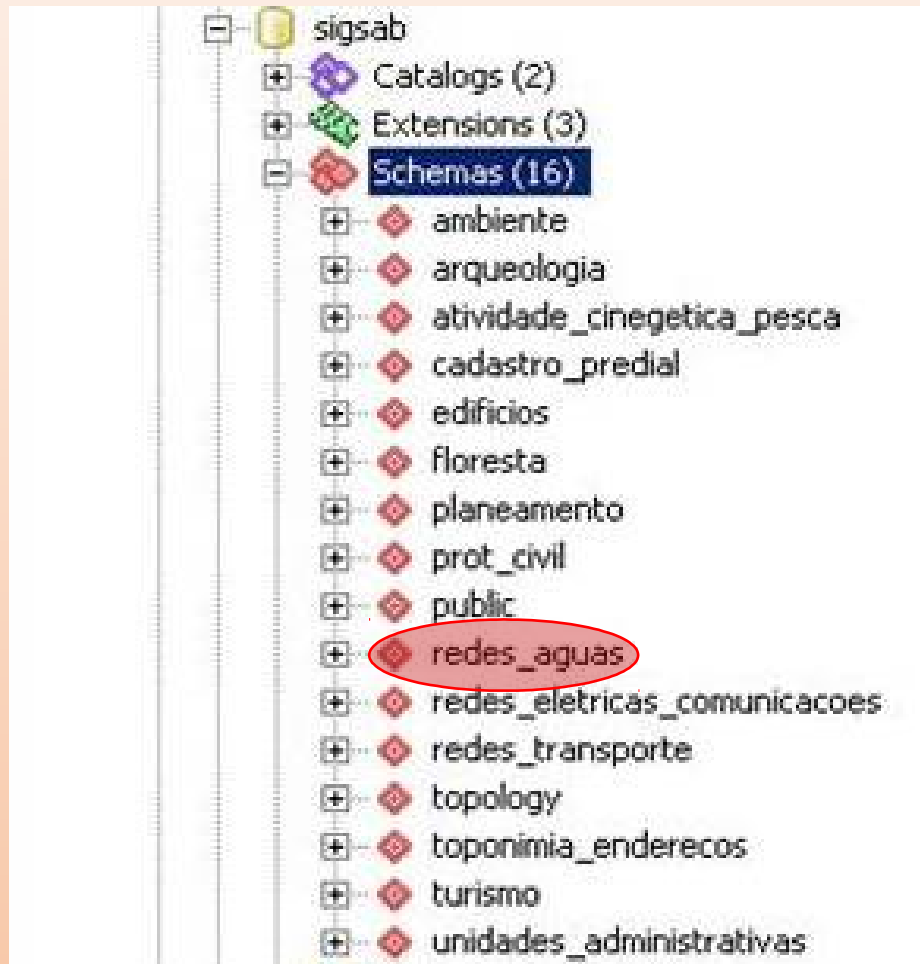 sigsab
Catalogs (2)
Extensions (3)
Schemas (16)
ambiente
arqueologia
atividade_cinegetica_pesca
cadastro_predial
edificios
floresta
planeamento
prot_civil
public
redes_aguas
redes_eletricas_comunicacoes
redes_transporte
topology
toponimia_enderecos
turismo
unidades_administrativas